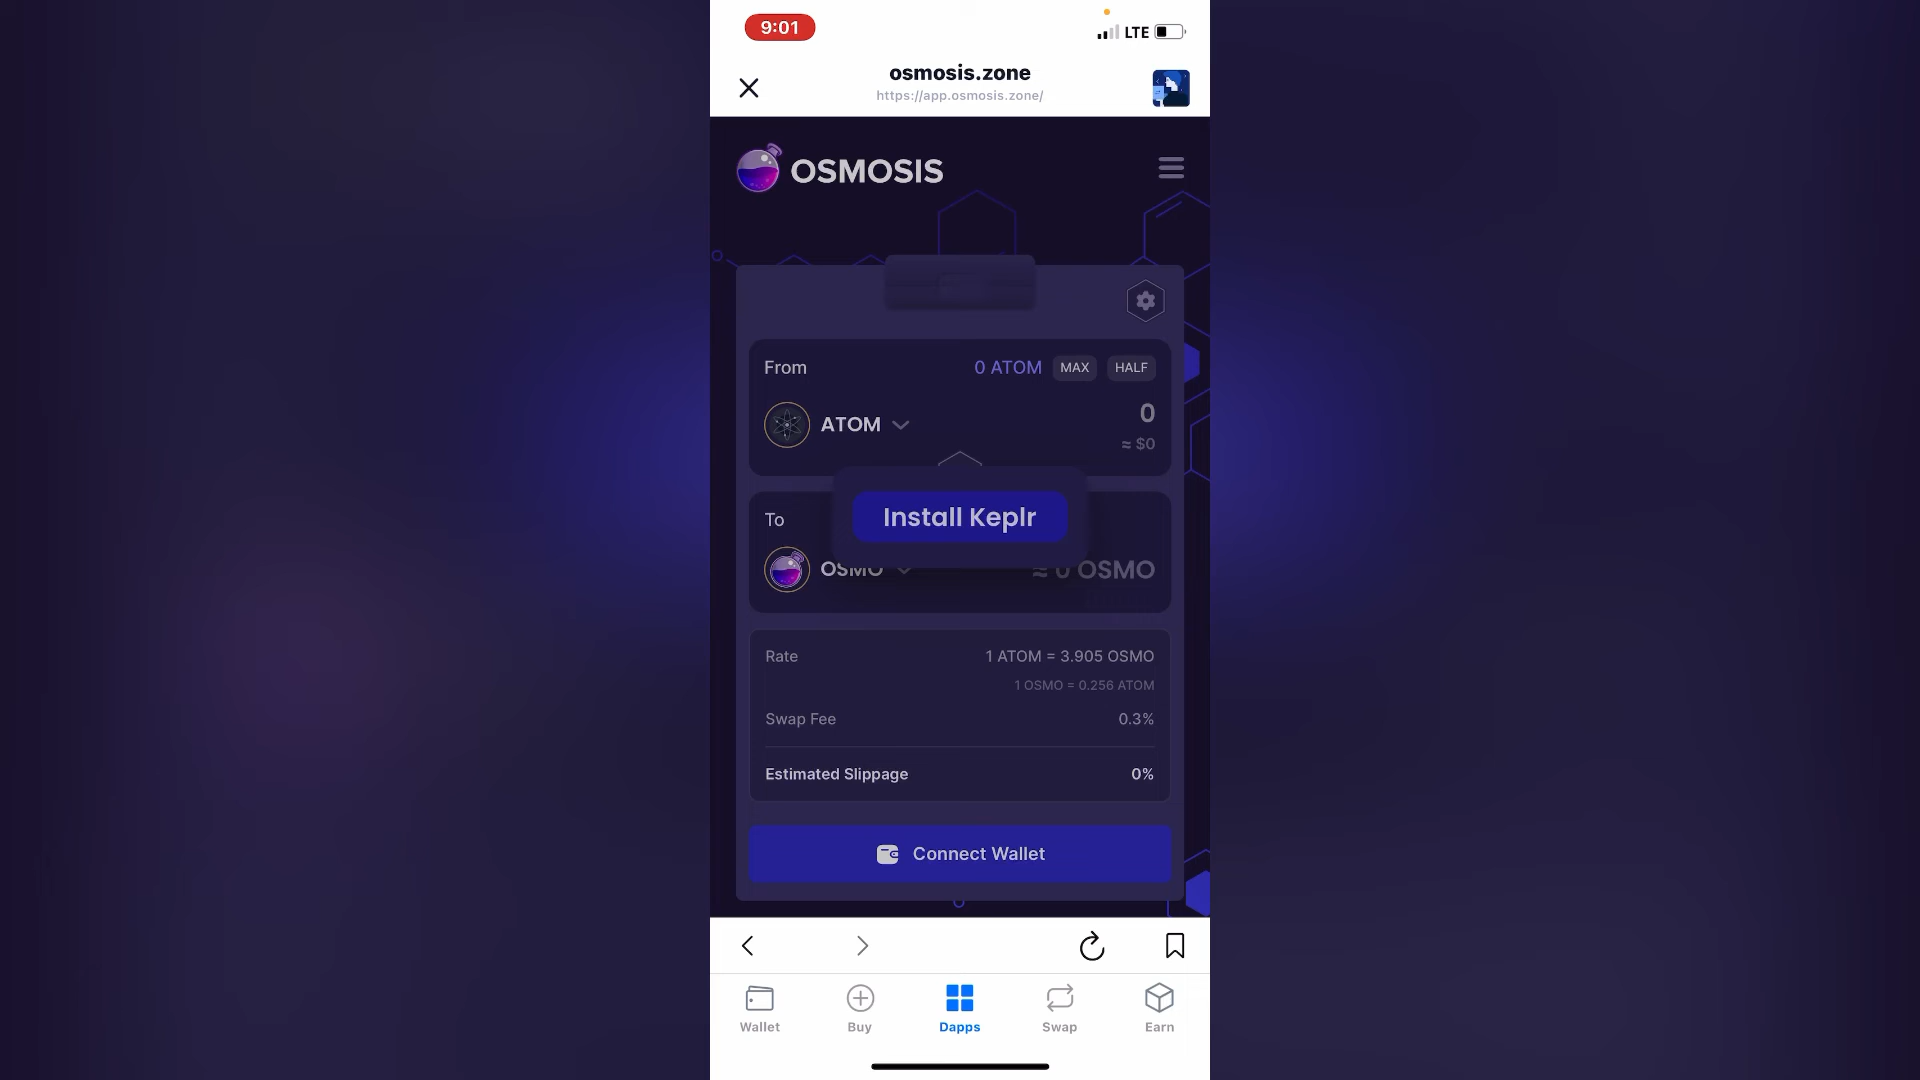 9:01
LTE
osmosis.zone
https://app.osmosis.zone/
OSMOSIS
From 0 ATOM MAX HALF
ATOM 0
≈ $0
To
Install Keplr
OSMO ≈ 0 OSMO
Rate 1 ATOM = 3.905 OSMO
1 OSMO = 0.256 ATOM
Swap Fee 0.3%
Estimated Slippage 0%
Connect Wallet
Wallet Buy Dapps Swap Earn